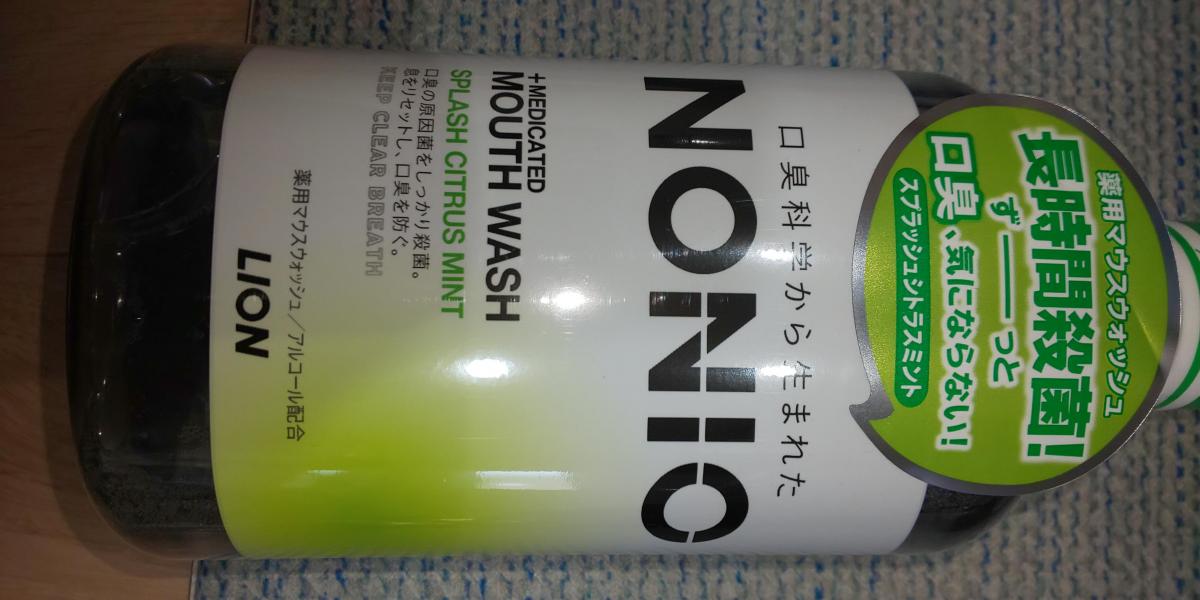 薬用マウスウォッシュ
長時間殺菌!
ず――っと
口臭、気にならない!
スプラッシュシトラスミント
口臭科学から生まれた
NONIO
+MEDICATED
MOUTH WASH
SPLASH CITRUS MINT
口臭の原因菌をしっかり殺菌。
息をリセットし、口臭を防ぐ。
KEEP CLEAR BREATH
薬用マウスウォッシュ/アルコール配合
LION